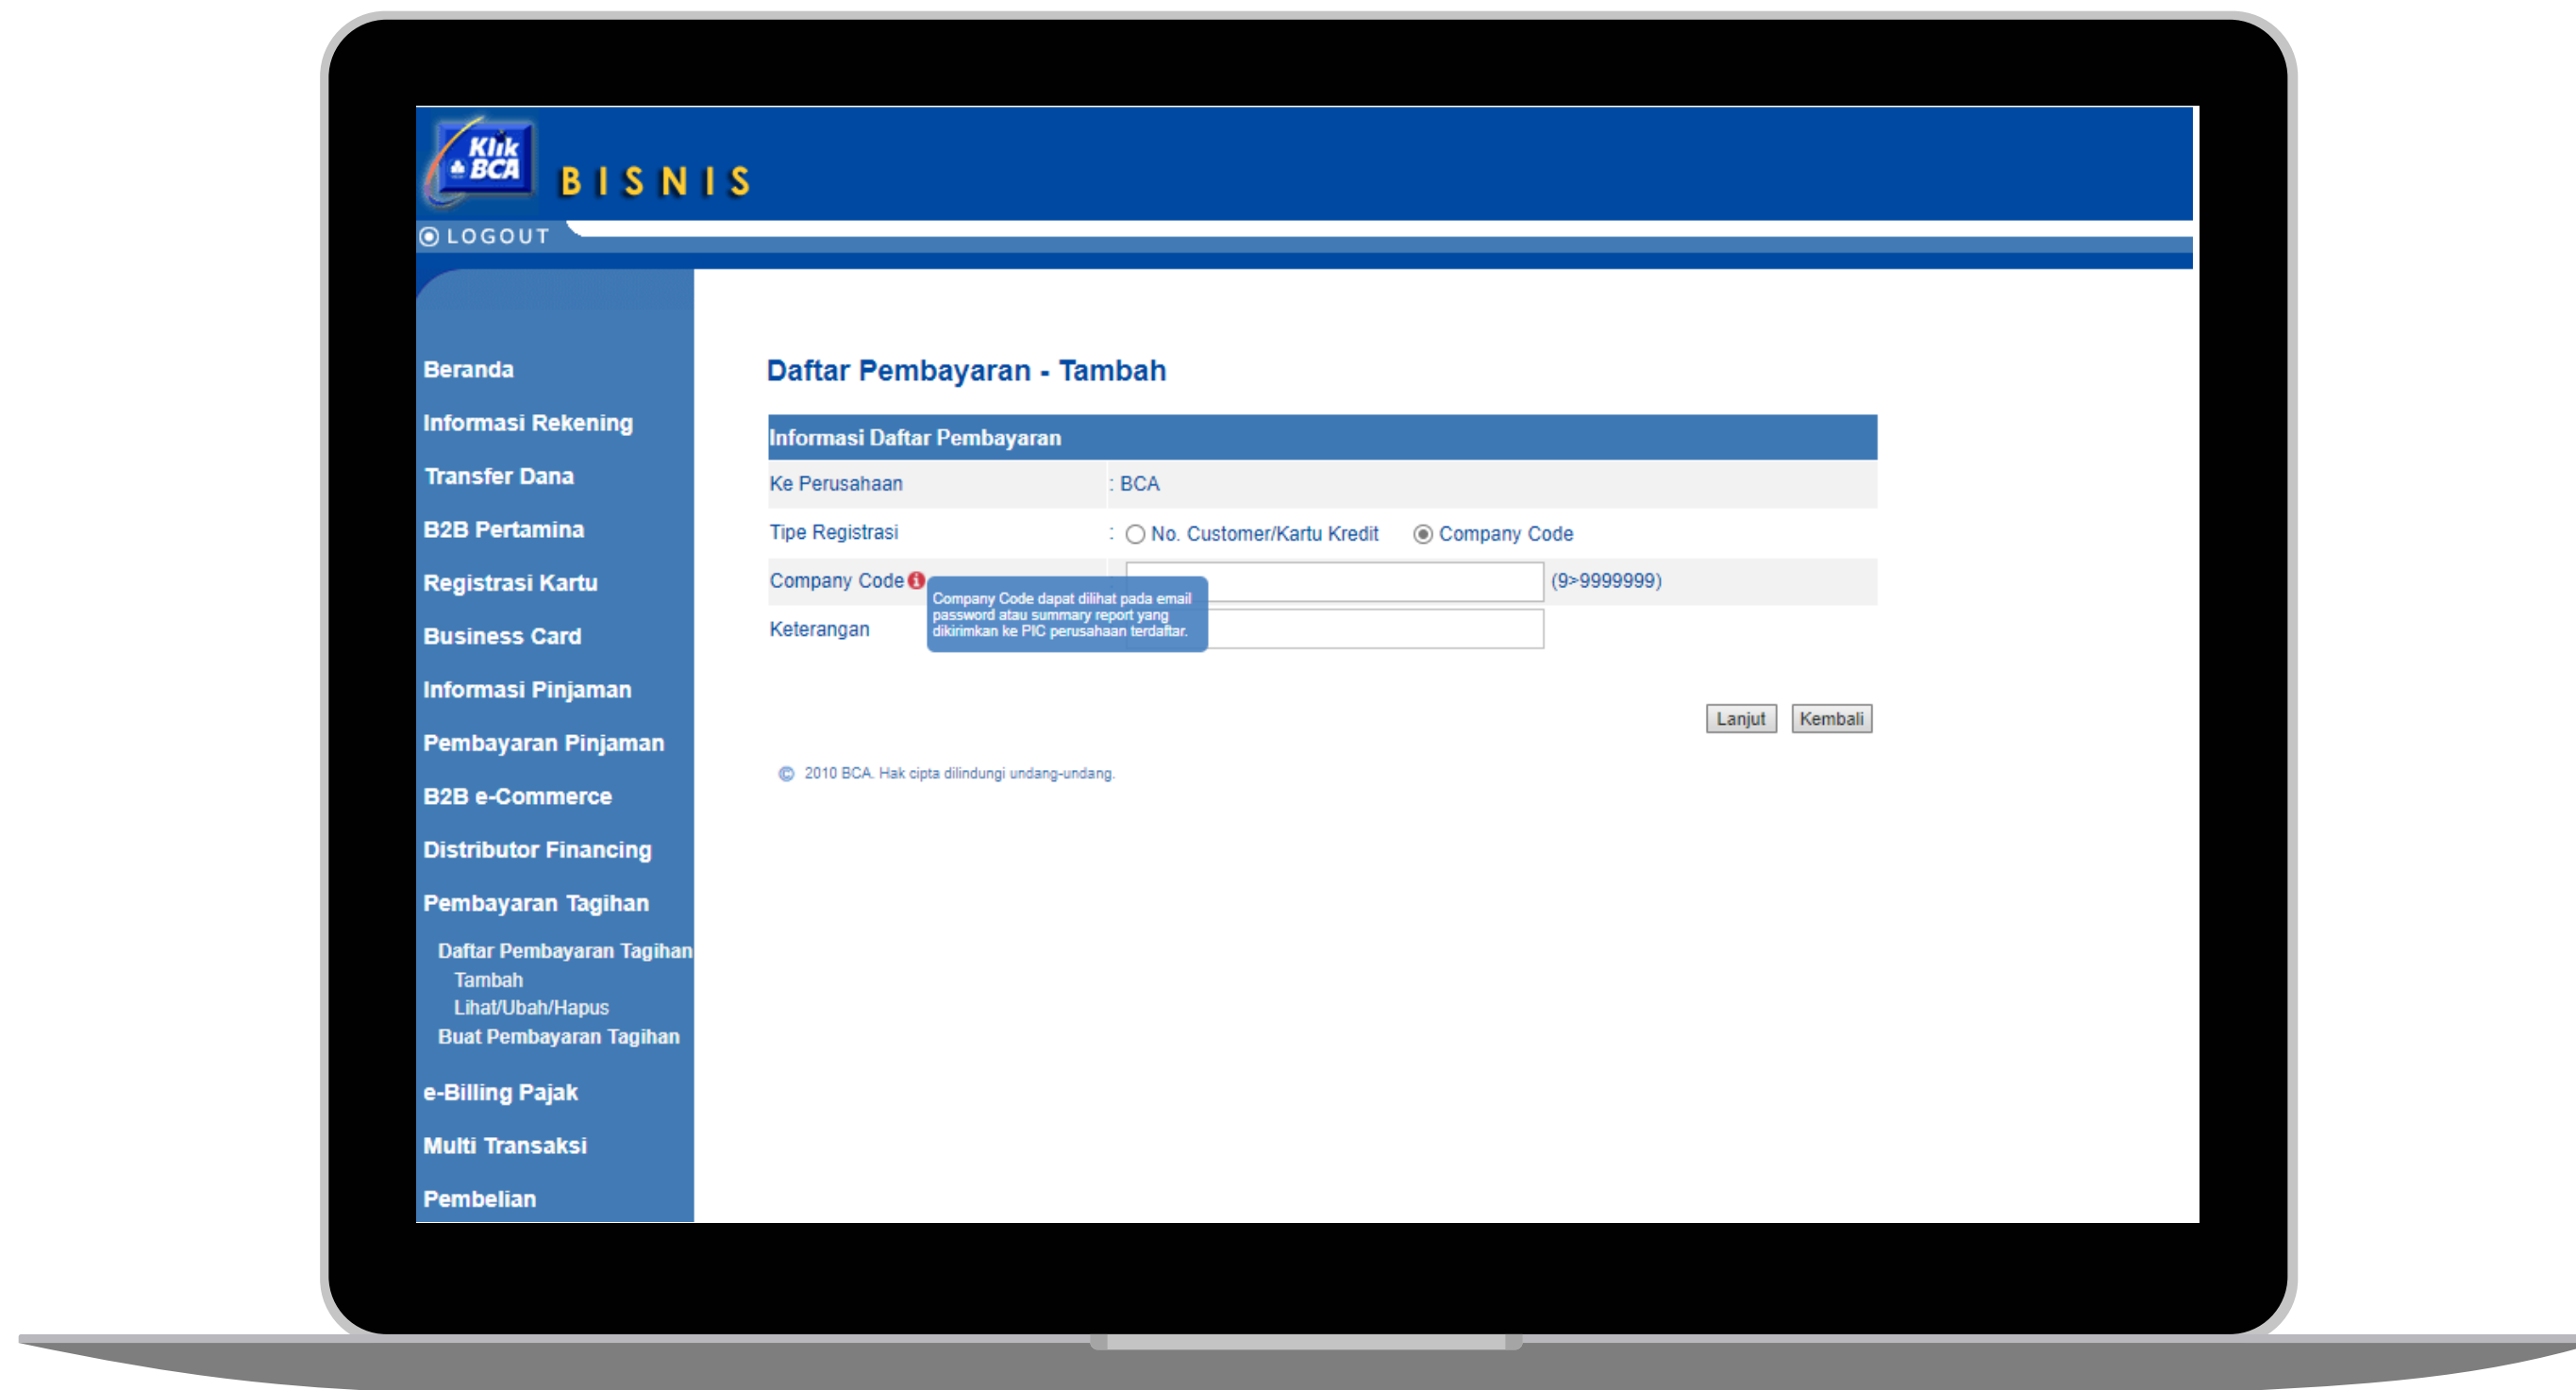 Klik
BCA
BISNIS
LOGOUT
Beranda
Informasi Rekening
Transfer Dana
B2B Pertamina
Registrasi Kartu
Business Card
Informasi Pinjaman
Pembayaran Pinjaman
B2B e-Commerce
Distributor Financing
Pembayaran Tagihan
Daftar Pembayaran Tagihan
Tambah
Lihat/Ubah/Hapus
Buat Pembayaran Tagihan
e-Billing Pajak
Multi Transaksi
Pembelian
Daftar Pembayaran - Tambah
Informasi Daftar Pembayaran
Ke Perusahaan : BCA
Tipe Registrasi : No. Customer/Kartu Kredit Company Code
Company Code : (9>9999999)
Company Code dapat dilihat pada email
password atau summary report yang
dikirimkan ke PIC perusahaan terdaftar.
Keterangan
Lanjut Kembali
© 2010 BCA. Hak cipta dilindungi undang-undang.